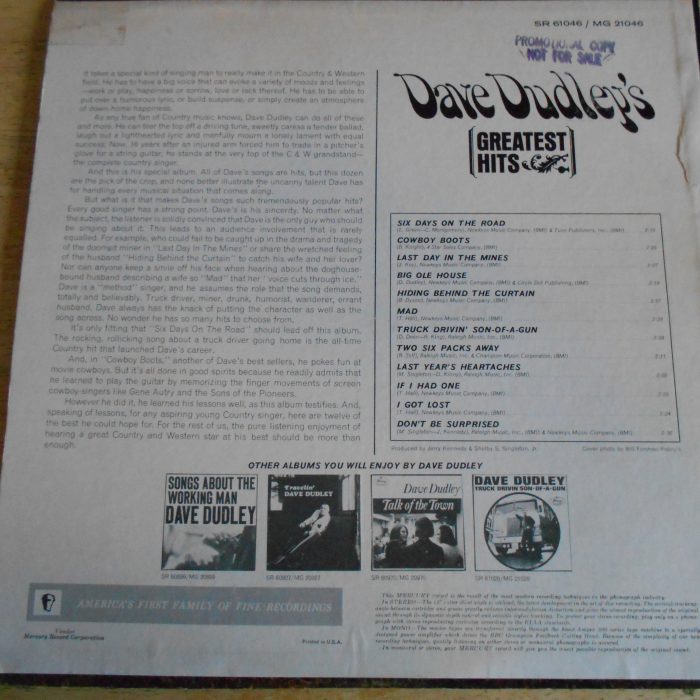 SR 61046 / MG 21046
PROMOTIONAL COPY
NOT FOR SALE
Dave Dudley's
GREATEST
HITS
It takes a special kind of singing man to really make it in the Country & Western
field. He has to have a big voice that can evoke a variety of moods and feelings
—work or play, happiness or sorrow, love or lack thereof. He has to be able to
put over a humorous lyric, or build suspense, or simply create an atmosphere
of down-home happiness.
As any true fan of Country music knows, Dave Dudley can do all of these
and more. He can tear the top off a driving tune, sweetly caress a tender ballad,
laugh out a lighthearted lyric and manfully mourn a lonely lament with equal
success. Now, 16 years after an injured arm forced him to trade in a pitcher's
glove for a string guitar, he stands at the very top of the C & W grandstand—
the complete country singer.
And this is his special album. All of Dave's songs are hits, but this dozen
are the pick of the crop, and none better illustrate the uncanny talent Dave has
for handling every musical situation that comes along.
But what is it that makes Dave's songs such tremendously popular hits?
Every good singer has a strong point. Dave's is his sincerity. No matter what
the subject, the listener is solidly convinced that Dave is the only guy who should
be singing about it. This leads to an audience involvement that is rarely
equalled. For example, who could fail to be caught up in the drama and tragedy
of the doomed miner in "Last Day In The Mines" or share the wretched feeling
of the husband "Hiding Behind the Curtain" to catch his wife and her lover?
Nor can anyone keep a smile off his face when hearing about the doghouse-
bound husband describing a wife so "Mad" that her "voice cuts through ice."
Dave is a "method" singer, and he assumes the role that the song demands,
totally and believably. Truck driver, miner, drunk, humorist, wanderer, errant
husband, Dave always has the knack of putting the character as well as the
song across. No wonder he has so many hits to choose from.
It's only fitting that "Six Days On The Road" should lead off this album.
The rocking, rollicking song about a truck driver going home is the all-time
Country hit that launched Dave's career.
And, in "Cowboy Boots," another of Dave's best sellers, he pokes fun at
movie cowboys. But it's all done in good spirits because he readily admits that
he learned to play the guitar by memorizing the finger movements of screen
cowboy-singers like Gene Autry and the Sons of the Pioneers.
However he did it, he learned his lessons well, as this album testifies. And,
speaking of lessons, for any aspiring young Country singer, here are twelve of
the best he could hope for. For the rest of us, the pure listening enjoyment of
hearing a great Country and Western star at his best should be more than
enough.
SIX DAYS ON THE ROAD
COWBOY BOOTS
LAST DAY IN THE MINES
BIG OLE HOUSE
HIDING BEHIND THE CURTAIN
MAD
(T. Hall), Newkeys Music Company, (BMI)
TRUCK DRIVIN' SON-OF-A-GUN
TWO SIX PACKS AWAY
LAST YEAR'S HEARTACHES
IF I HAD ONE
(T. Hall), Newkeys Music Company, (BMI)
I GOT LOST
(T. Hall), Newkeys Music Company, (BMI)
DON'T BE SURPRISED
Produced by Jerry Kennedy & Shelby S. Singleton, Jr.
Cover photo by
OTHER ALBUMS YOU WILL ENJOY BY DAVE DUDLEY
SONGS ABOUT THE
WORKING MAN
DAVE DUDLEY
Travelin'
DAVE DUDLEY
Dave Dudley
Talk of the Town
DAVE DUDLEY
TRUCK DRIVIN' SON-OF-A-GUN
AMERICA'S FIRST FAMILY OF FINE RECORDINGS
Vendor
Mercury Record Corporation
Printed in U.S.A.